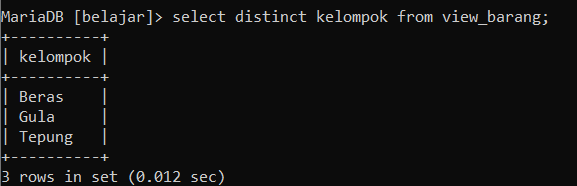 MariaDB [belajar]> select distinct kelompok from view_barang;
+----------+
| kelompok |
+----------+
| Beras    |
| Gula     |
| Tepung   |
+----------+
3 rows in set (0.012 sec)